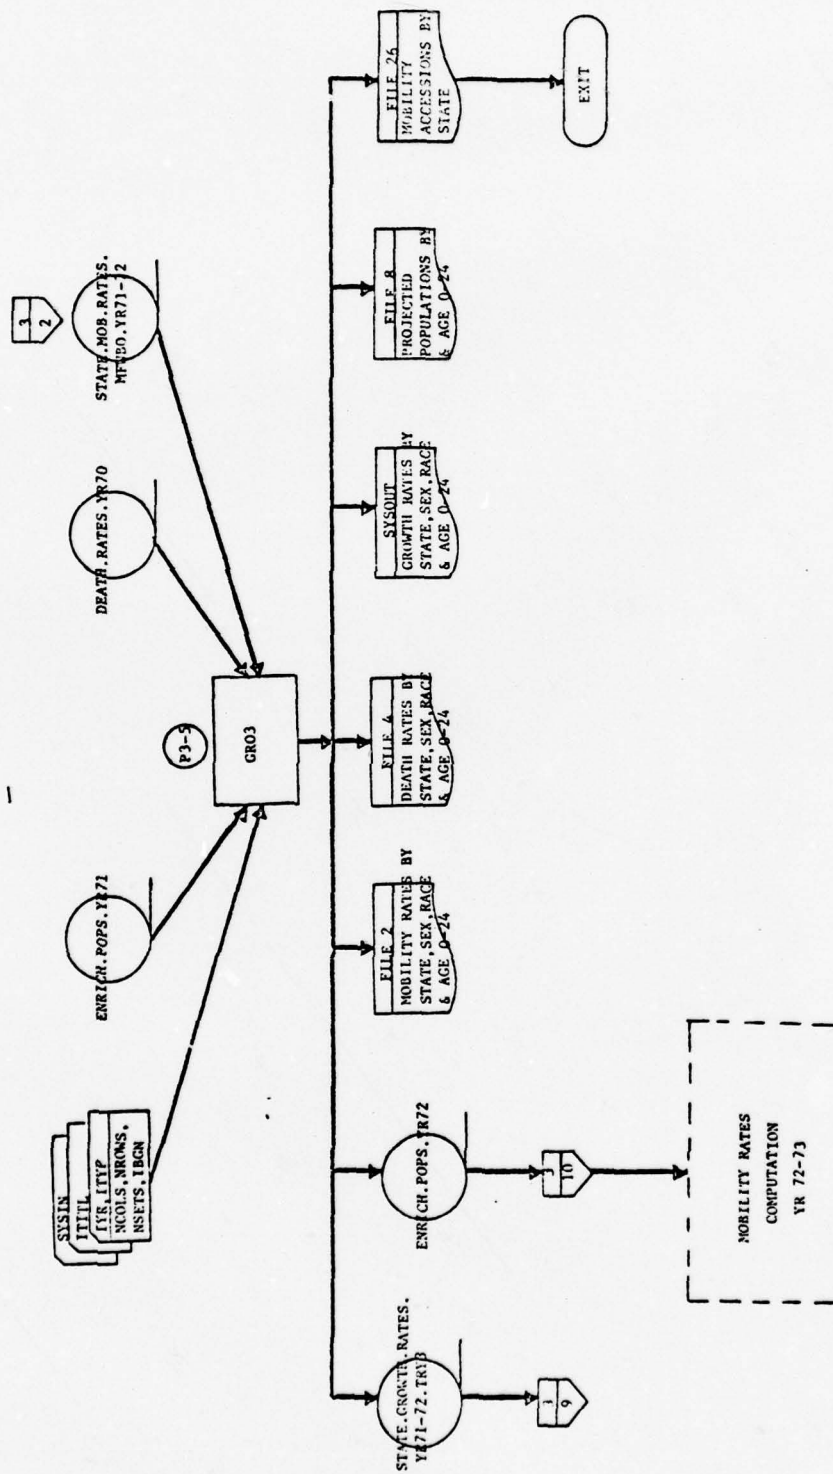 SYSIN
ITITL
IYR, ITYP
NCOLS, NROWS,
NSETS, IBGN
ENRICH.POPS.YR71
DEATH.RATES.YR70
3
2
STATE.MOB.RATES.
YR71-72
P3-5
GRO3
STATE.GROWTH.RATES.
YR71-72.TRYB
3
9
ENRICH.POPS.YR72
3
10
MOBILITY RATES
COMPUTATION
YR 72-73
FILE 2
MOBILITY RATES BY
STATE,SEX,RACE
& AGE 0-24
FILE 4
DEATH RATES BY
STATE,SEX,RACE
& AGE 0-24
SYSOUT
GROWTH RATES BY
STATE,SEX,RACE
& AGE 0-24
FILE 8
PROJECTED
POPULATIONS BY
& AGE 0-24
FILE 26
MOBILITY
ACCESSIONS BY
STATE
EXIT